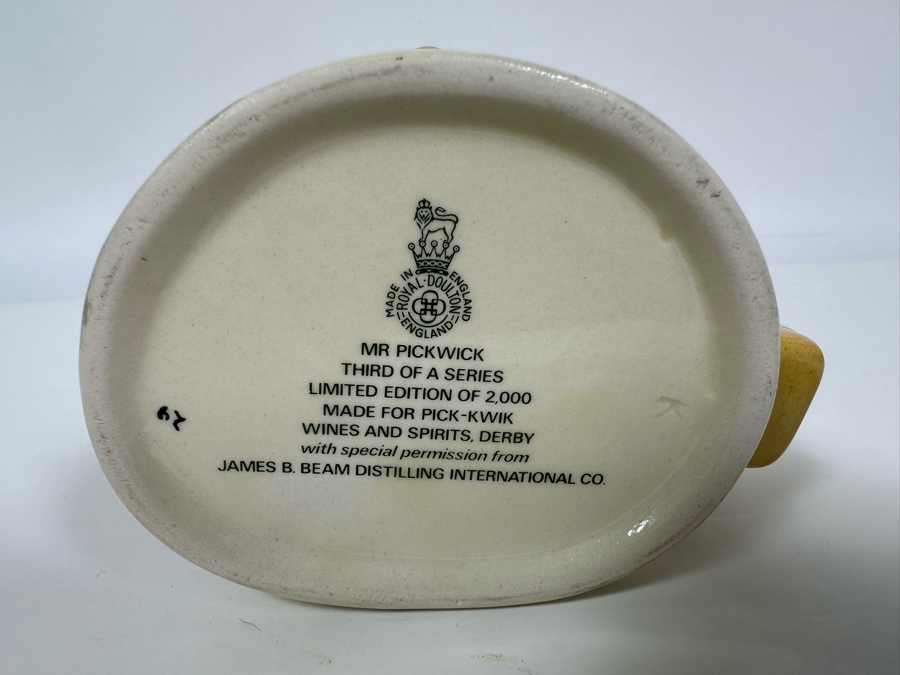 MADE IN ENGLAND
ROYAL·DOULTON
ENGLAND
MR PICKWICK
THIRD OF A SERIES
LIMITED EDITION OF 2,000
MADE FOR PICK-KWIK
WINES AND SPIRITS, DERBY
with special permission from
JAMES B. BEAM DISTILLING INTERNATIONAL CO.